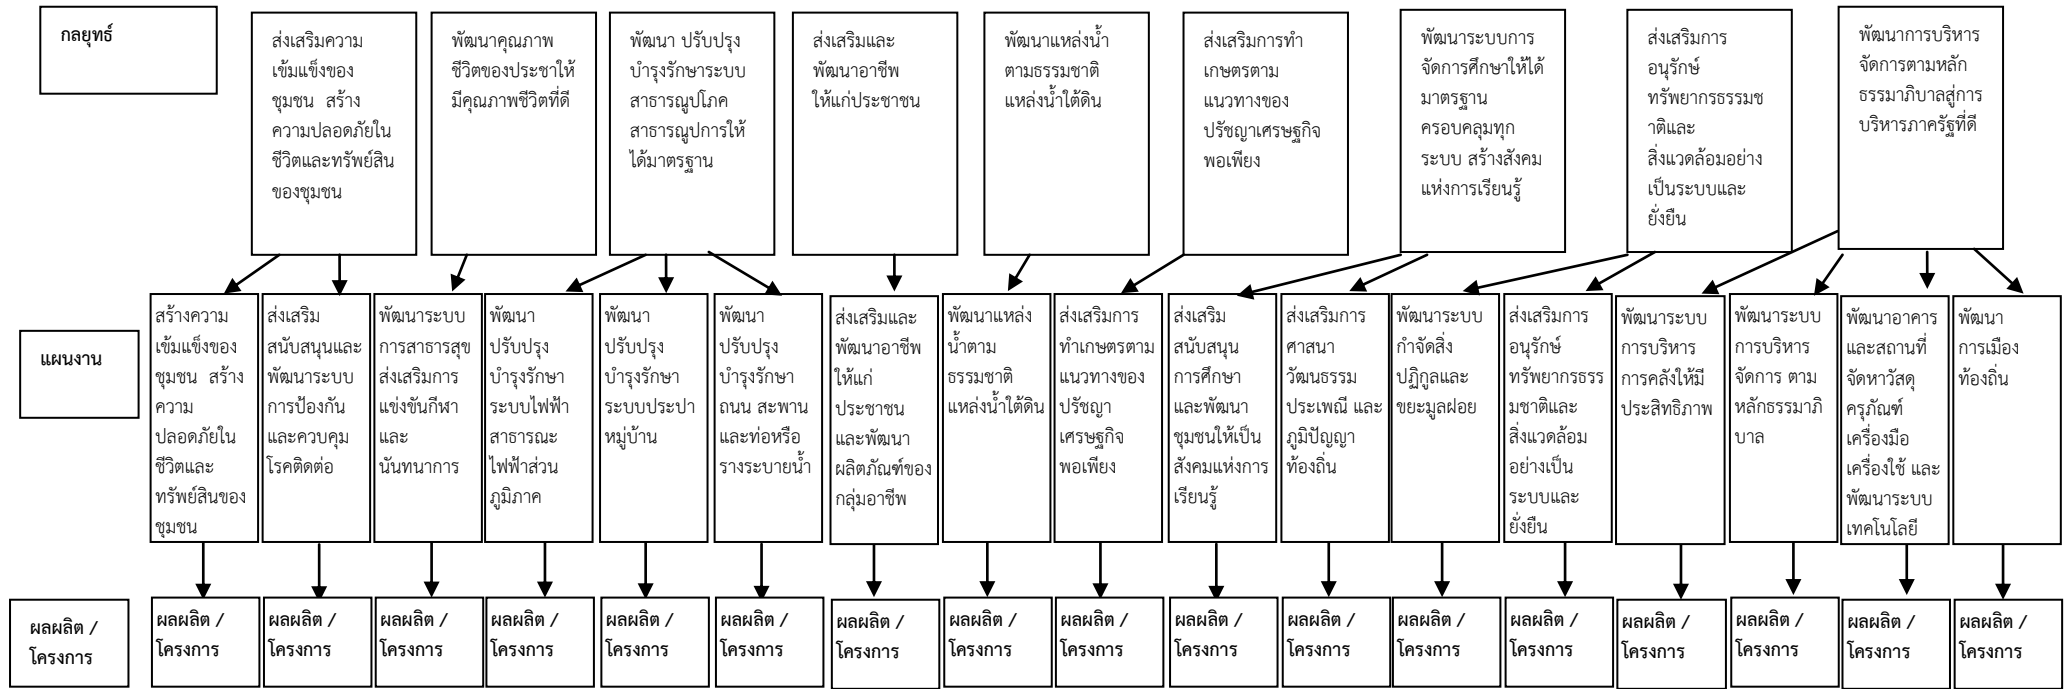 กลยุทธ์
ส่งเสริมความ
เข้มแข็งของ
ชุมชน สร้าง
ความปลอดภัยใน
ชีวิตและทรัพย์สิน
ของชุมชน
พัฒนาคุณภาพ
ชีวิตของประชาให้
มีคุณภาพชีวิตที่ดี
พัฒนา ปรับปรุง
บำรุงรักษาระบบ
สาธารณูปโภค
สาธารณูปการให้
ได้มาตรฐาน
ส่งเสริมและ
พัฒนาอาชีพ
ให้แก่ประชาชน
พัฒนาแหล่งน้ำ
ตามธรรมชาติ
แหล่งน้ำใต้ดิน
ส่งเสริมการทำ
เกษตรตาม
แนวทางของ
ปรัชญาเศรษฐกิจ
พอเพียง
พัฒนาระบบการ
จัดการศึกษาให้ได้
มาตรฐาน
ครอบคลุมทุก
ระบบ สร้างสังคม
แห่งการเรียนรู้
ส่งเสริมการ
อนุรักษ์
ทรัพยากรธรรมช
าติและ
สิ่งแวดล้อมอย่าง
เป็นระบบและ
ยั่งยืน
พัฒนาการบริหาร
จัดการตามหลัก
ธรรมาภิบาลสู่การ
บริหารภาครัฐที่ดี
แผนงาน
สร้างความ
เข้มแข็งของ
ชุมชน สร้าง
ความ
ปลอดภัยใน
ชีวิตและ
ทรัพย์สินของ
ชุมชน
ส่งเสริม
สนับสนุนและ
พัฒนาระบบ
การป้องกัน
และควบคุม
โรคติดต่อ
พัฒนาระบบ
การสาธารสุข
ส่งเสริมการ
แข่งขันกีฬา
และ
นันทนาการ
พัฒนา
ปรับปรุง
บำรุงรักษา
ระบบไฟฟ้า
สาธารณะ
ไฟฟ้าส่วน
ภูมิภาค
พัฒนา
ปรับปรุง
บำรุงรักษา
ระบบประปา
หมู่บ้าน
พัฒนา
ปรับปรุง
บำรุงรักษา
ถนน สะพาน
และท่อหรือ
รางระบายน้ำ
ส่งเสริมและ
พัฒนาอาชีพ
ให้แก่
ประชาชน
และพัฒนา
ผลิตภัณฑ์ของ
กลุ่มอาชีพ
พัฒนาแหล่ง
น้ำตาม
ธรรมชาติ
แหล่งน้ำใต้ดิน
ส่งเสริมการ
ทำเกษตรตาม
แนวทางของ
ปรัชญา
เศรษฐกิจ
พอเพียง
ส่งเสริม
สนับสนุน
การศึกษา
และพัฒนา
ชุมชนให้เป็น
สังคมแห่งการ
เรียนรู้
ส่งเสริมการ
ศาสนา
วัฒนธรรม
ประเพณี และ
ภูมิปัญญา
ท้องถิ่น
พัฒนาระบบ
กำจัดสิ่ง
ปฏิกูลและ
ขยะมูลฝอย
ส่งเสริมการ
อนุรักษ์
ทรัพยากรธรร
มชาติและ
สิ่งแวดล้อม
อย่างเป็น
ระบบและ
ยั่งยืน
พัฒนาระบบ
การบริหาร
การคลังให้มี
ประสิทธิภาพ
พัฒนาระบบ
การบริหาร
จัดการ ตาม
หลักธรรมาภิ
บาล
พัฒนาอาคาร
และสถานที่
จัดหาวัสดุ
ครุภัณฑ์
เครื่องมือ
เครื่องใช้ และ
พัฒนาระบบ
เทคโนโลยี
พัฒนา
การเมือง
ท้องถิ่น
ผลผลิต /
โครงการ
ผลผลิต /
โครงการ
ผลผลิต /
โครงการ
ผลผลิต /
โครงการ
ผลผลิต /
โครงการ
ผลผลิต /
โครงการ
ผลผลิต /
โครงการ
ผลผลิต /
โครงการ
ผลผลิต /
โครงการ
ผลผลิต /
โครงการ
ผลผลิต /
โครงการ
ผลผลิต /
โครงการ
ผลผลิต /
โครงการ
ผลผลิต /
โครงการ
ผลผลิต /
โครงการ
ผลผลิต /
โครงการ
ผลผลิต /
โครงการ
ผลผลิต /
โครงการ